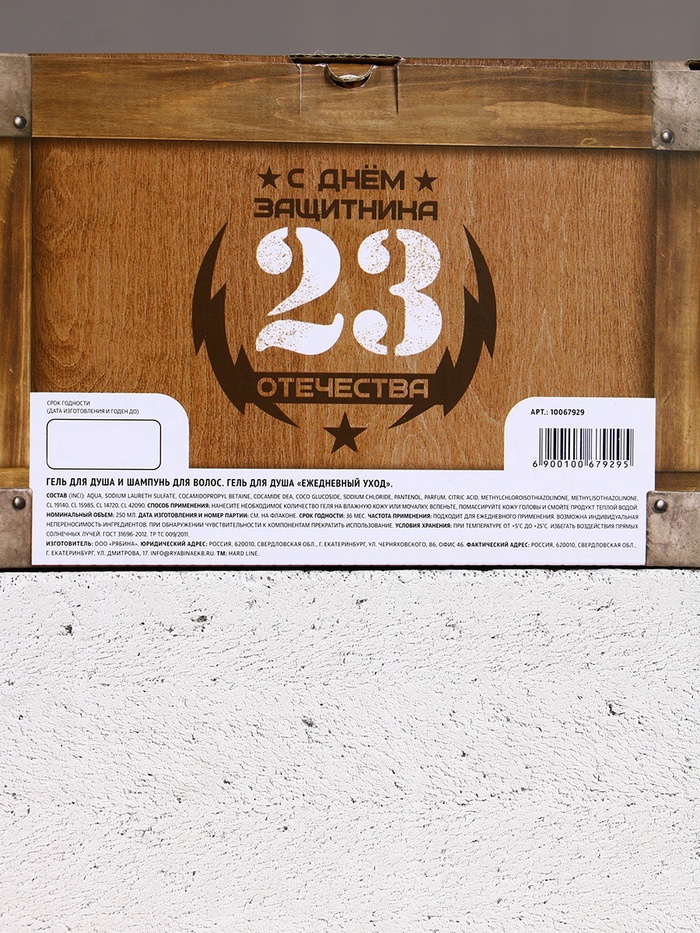 С ДНЁМ
ЗАЩИТНИКА
23
ОТЕЧЕСТВА
СРОК ГОДНОСТИ
(ДАТА ИЗГОТОВЛЕНИЯ И ГОДЕН ДО)
АРТ.: 10067929
6 900100 679295
ГЕЛЬ ДЛЯ ДУША И ШАМПУНЬ ДЛЯ ВОЛОС. ГЕЛЬ ДЛЯ ДУША «ЕЖЕДНЕВНЫЙ УХОД».
СОСТАВ (INCI): AQUA, SODIUM LAURETH SULFATE, COCAMIDOPROPYL BETAINE, COCAMIDE DEA, COCO GLUCOSIDE, SODIUM CHLORIDE, PANTENOL, PARFUM, CITRIC ACID, METHYLCHLOROISOTHIAZOLINONE, METHYLISOTHIAZOLINONE,
CL 19140, CL 15985, CL 14720, CL 42090. СПОСОБ ПРИМЕНЕНИЯ: НАНЕСИТЕ НЕОБХОДИМОЕ КОЛИЧЕСТВО ГЕЛЯ НА ВЛАЖНУЮ КОЖУ ИЛИ МОЧАЛКУ, ВСПЕНЬТЕ, ПОМАССИРУЙТЕ КОЖУ ГОЛОВЫ И СМОЙТЕ ПРОДУКТ ТЕПЛОЙ ВОДОЙ.
НОМИНАЛЬНЫЙ ОБЪЕМ: 250 МЛ. ДАТА ИЗГОТОВЛЕНИЯ И НОМЕР ПАРТИИ: СМ. НА ФЛАКОНЕ. СРОК ГОДНОСТИ: 36 МЕС. ЧАСТОТА ПРИМЕНЕНИЯ: ПОДХОДИТ ДЛЯ ЕЖЕДНЕВНОГО ПРИМЕНЕНИЯ. ВОЗМОЖНА ИНДИВИДУАЛЬНАЯ
НЕПЕРЕНОСИМОСТЬ ИНГРЕДИЕНТОВ. ПРИ ОБНАРУЖЕНИИ ЧУВСТВИТЕЛЬНОСТИ К КОМПОНЕНТАМ ПРЕКРАТИТЬ ИСПОЛЬЗОВАНИЕ. УСЛОВИЯ ХРАНЕНИЯ: ПРИ ТЕМПЕРАТУРЕ ОТ +5°С ДО +25°С. ИЗБЕГАТЬ ВОЗДЕЙСТВИЯ ПРЯМЫХ
СОЛНЕЧНЫХ ЛУЧЕЙ. ГОСТ 31696-2012. ТР ТС 009/2011.
ИЗГОТОВИТЕЛЬ: ООО «РЯБИНА». ЮРИДИЧЕСКИЙ АДРЕС: РОССИЯ, 620010, СВЕРДЛОВСКАЯ ОБЛ., Г. ЕКАТЕРИНБУРГ, УЛ. ЧЕРНЯХОВСКОГО, 86, ОФИС 46. ФАКТИЧЕСКИЙ АДРЕС: РОССИЯ, 620010, СВЕРДЛОВСКАЯ ОБЛ.,
Г. ЕКАТЕРИНБУРГ, УЛ. ДМИТРОВА, 17. INFO@RYABINAEKB.RU. ТМ: HARD LINE.